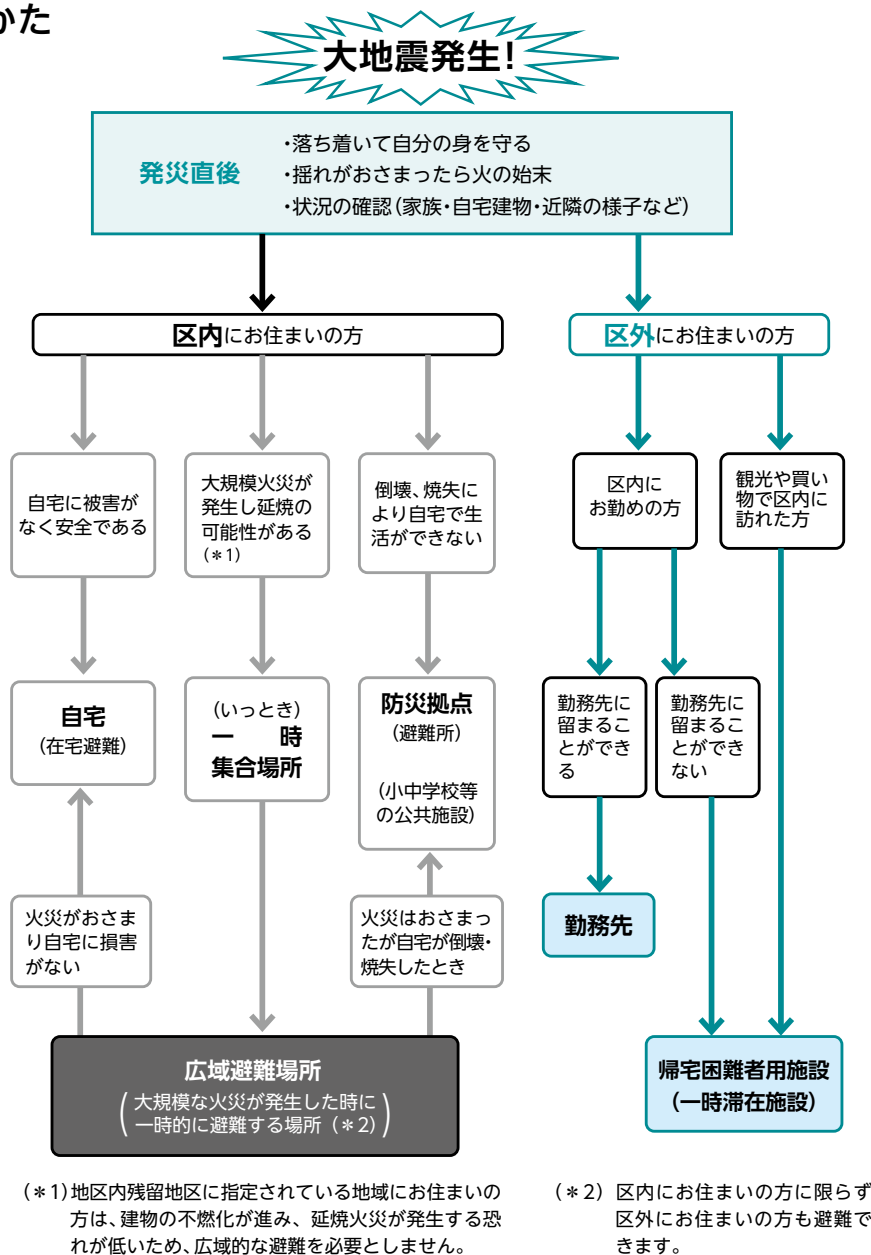 かた
大地震発生!
発災直後
・落ち着いて自分の身を守る
・揺れがおさまったら火の始末
・状況の確認(家族・自宅建物・近隣の様子など)
区内にお住まいの方
区外にお住まいの方
自宅に被害が
なく安全である
大規模火災が
発生し延焼の
可能性がある
(*1)
倒壊、焼失に
より自宅で生
活ができない
区内に
お勤めの方
観光や買い
物で区内に
訪れた方
自宅
(在宅避難)
(いっとき)
一 時
集合場所
防災拠点
(避難所)
(小中学校等
の公共施設)
勤務先に
留まるこ
とができ
る
勤務先に
留まるこ
とができ
ない
火災がおさま
り自宅に損害
がない
火災はおさまっ
たが自宅が倒壊・
焼失したとき
勤務先
広域避難場所
(大規模な火災が発生した時に
一時的に避難する場所(*2))
帰宅困難者用施設
(一時滞在施設)
(*1)地区内残留地区に指定されている地域にお住まいの
方は、建物の不燃化が進み、延焼火災が発生する恐
れが低いため、広域的な避難を必要としません。
(*2)区内にお住まいの方に限らず
区外にお住まいの方も避難で
きます。